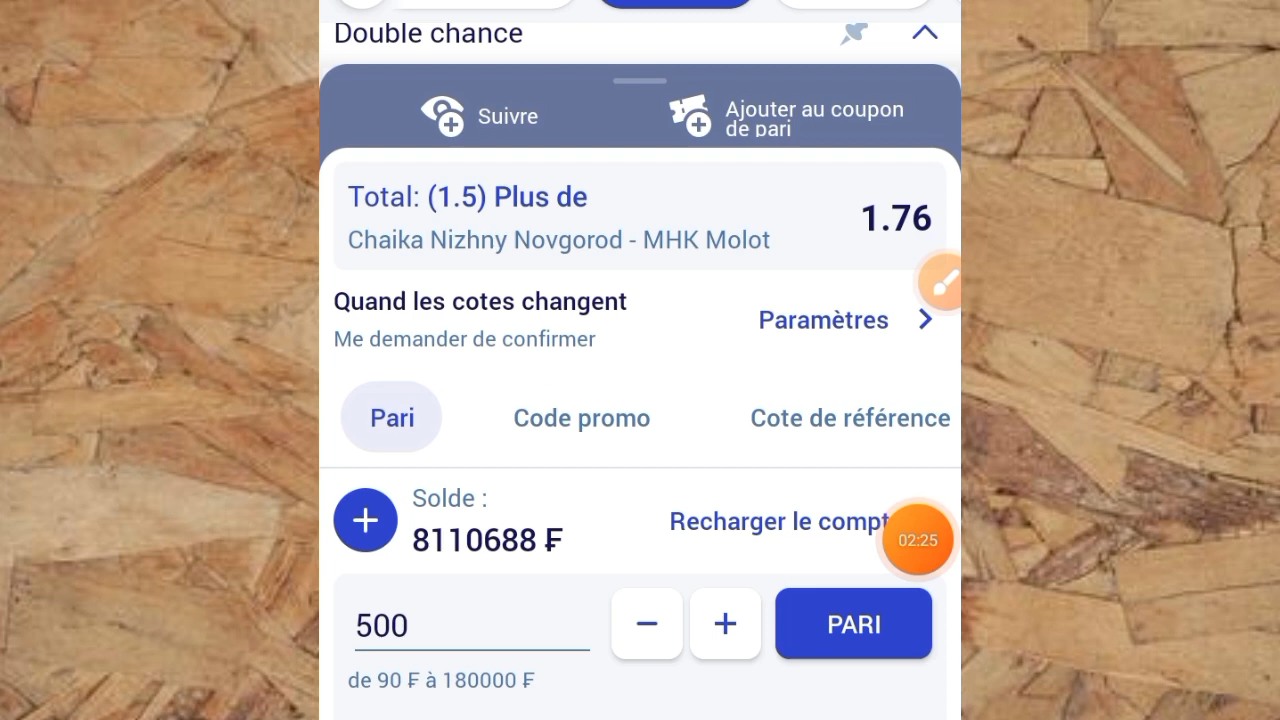 Double chance
Suivre
Ajouter au coupon
de pari
Total: (1.5) Plus de
1.76
Chaika Nizhny Novgorod - MHK Molot
Quand les cotes changent
Paramètres
Me demander de confirmer
Pari
Code promo
Cote de référence
Solde :
8110688 ₣
Recharger le compt
02:25
500
PARI
de 90 ₣ à 180000 ₣